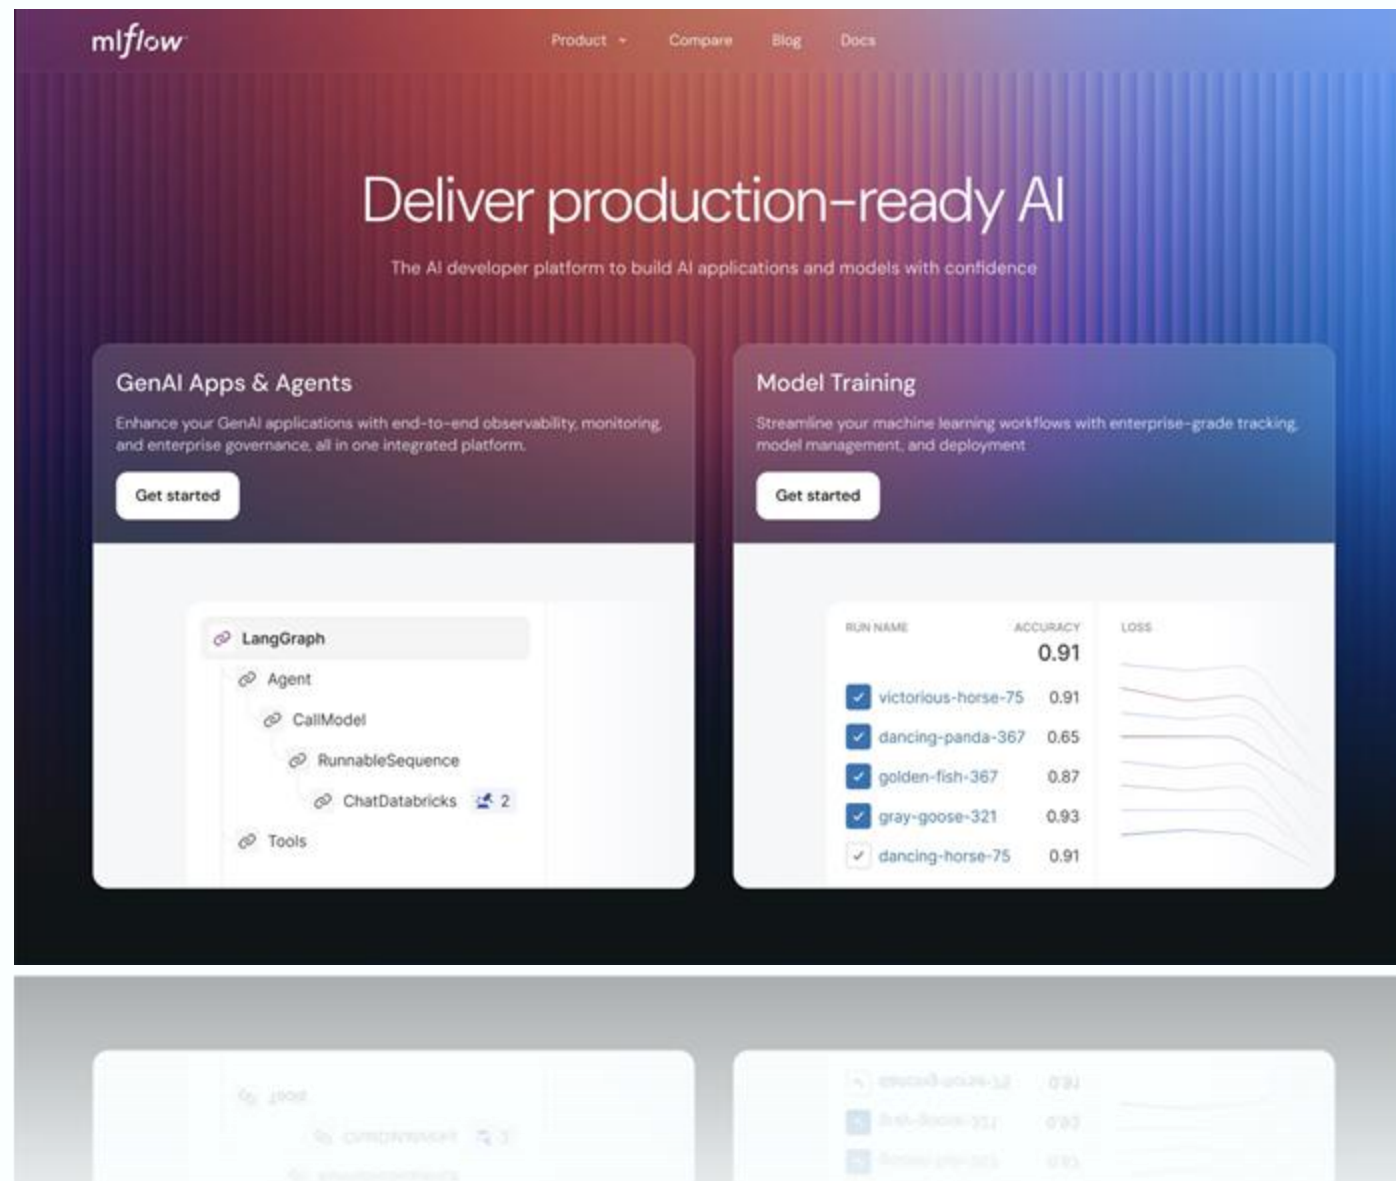 mlflow
Product
Compare
Blog
Docs
Deliver production-ready AI
The AI developer platform to build AI applications and models with confidence
GenAI Apps & Agents
Enhance your GenAI applications with end-to-end observability, monitoring,
and enterprise governance, all in one integrated platform.
Get started
LangGraph
Agent
CallModel
RunnableSequence
ChatDatabricks 2
Tools
Model Training
Streamline your machine learning workflows with enterprise-grade tracking,
model management, and deployment
Get started
RUN NAME ACCURACY LOSS
0.91
victorious-horse-75 0.91
dancing-panda-367 0.65
golden-fish-367 0.87
gray-goose-321 0.93
dancing-horse-75 0.91